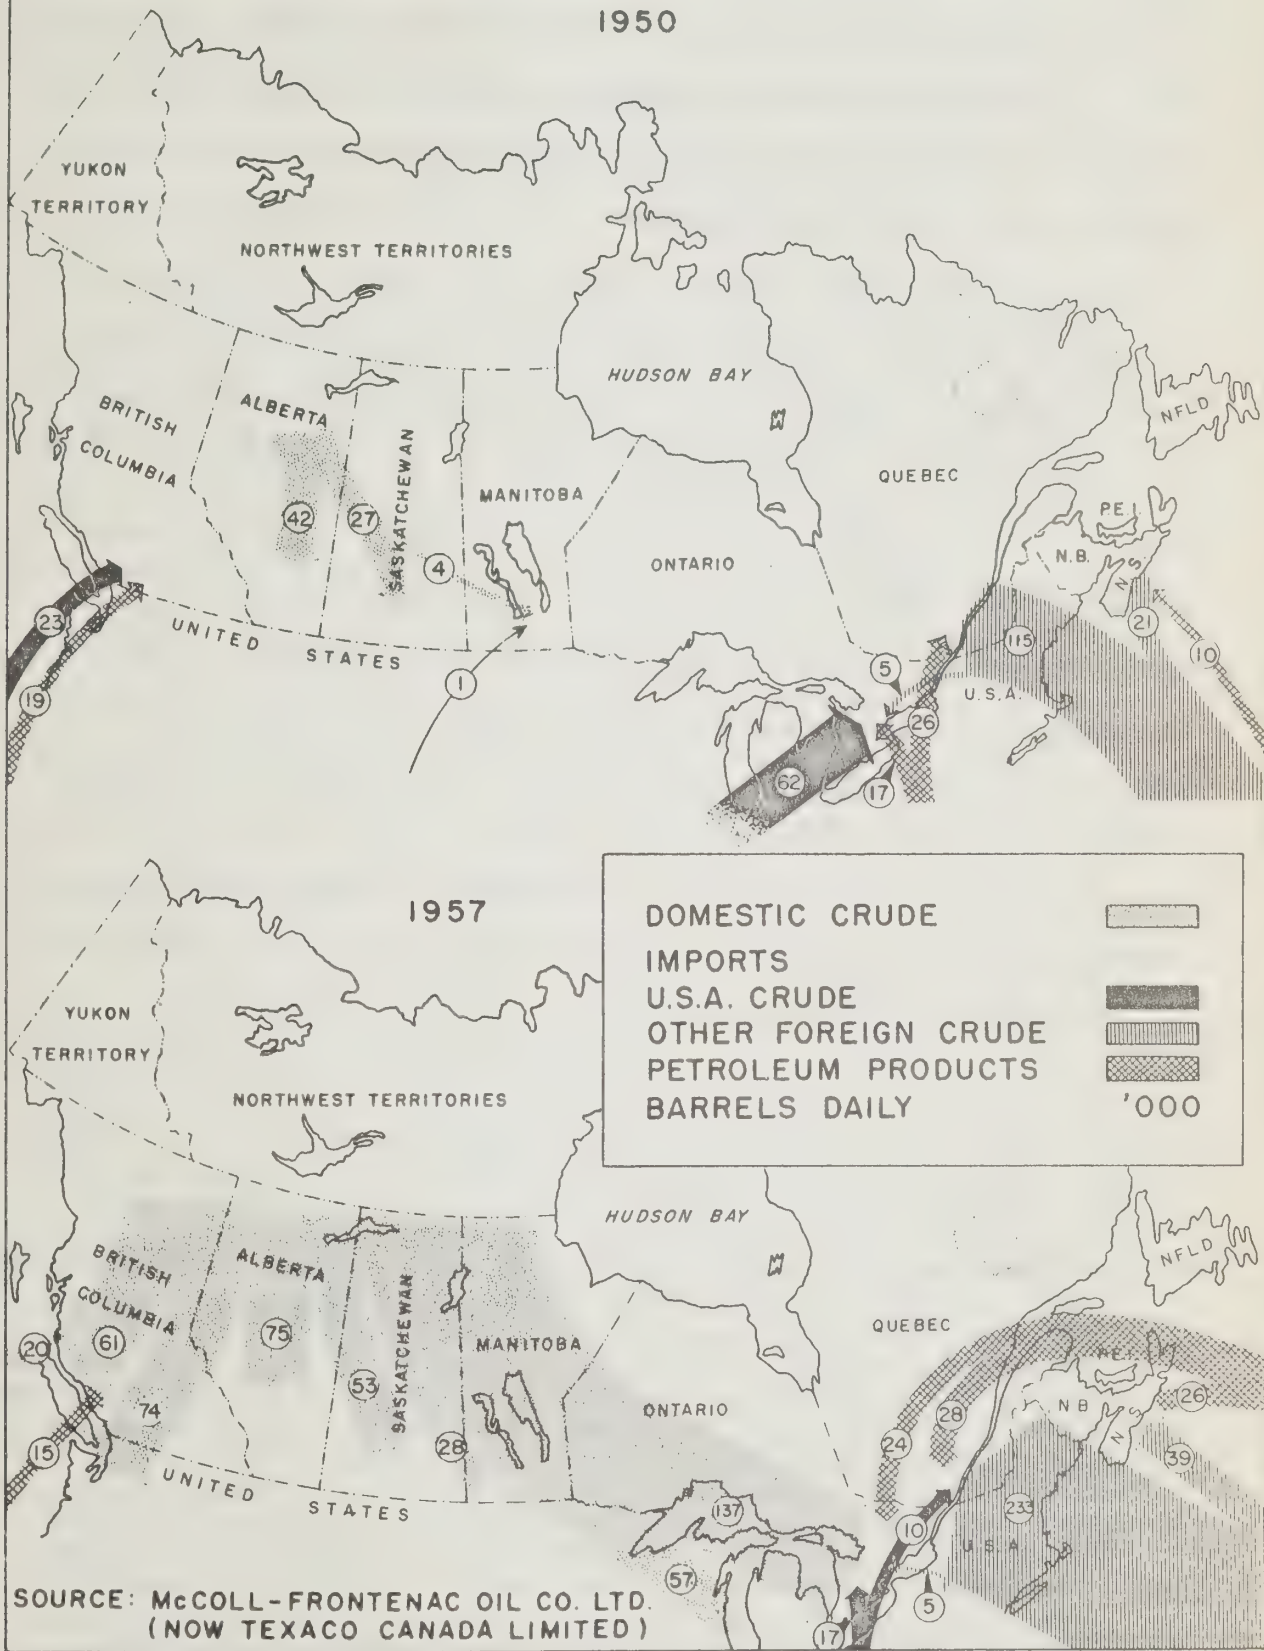 1950
YUKON
TERRITORY
NORTHWEST TERRITORIES
HUDSON BAY
BRITISH
COLUMBIA
ALBERTA
SASKATCHEWAN
MANITOBA
ONTARIO
QUEBEC
NFLD
P.E.I.
N.B.
N.S.
42
27
4
23
19
UNITED STATES
1
5
U.S.A.
115
21
10
26
62
17
1957
DOMESTIC CRUDE
IMPORTS
U.S.A. CRUDE
OTHER FOREIGN CRUDE
PETROLEUM PRODUCTS
BARRELS DAILY '000
YUKON
TERRITORY
NORTHWEST TERRITORIES
HUDSON BAY
BRITISH
COLUMBIA
ALBERTA
SASKATCHEWAN
MANITOBA
ONTARIO
QUEBEC
NFLD
P.E.I.
N B
N S
20
61
75
53
74
28
15
UNITED STATES
24
28
26
39
137
10
233
U.S.A
57
5
17
SOURCE: McCOLL-FRONTENAC OIL CO. LTD.
(NOW TEXACO CANADA LIMITED)